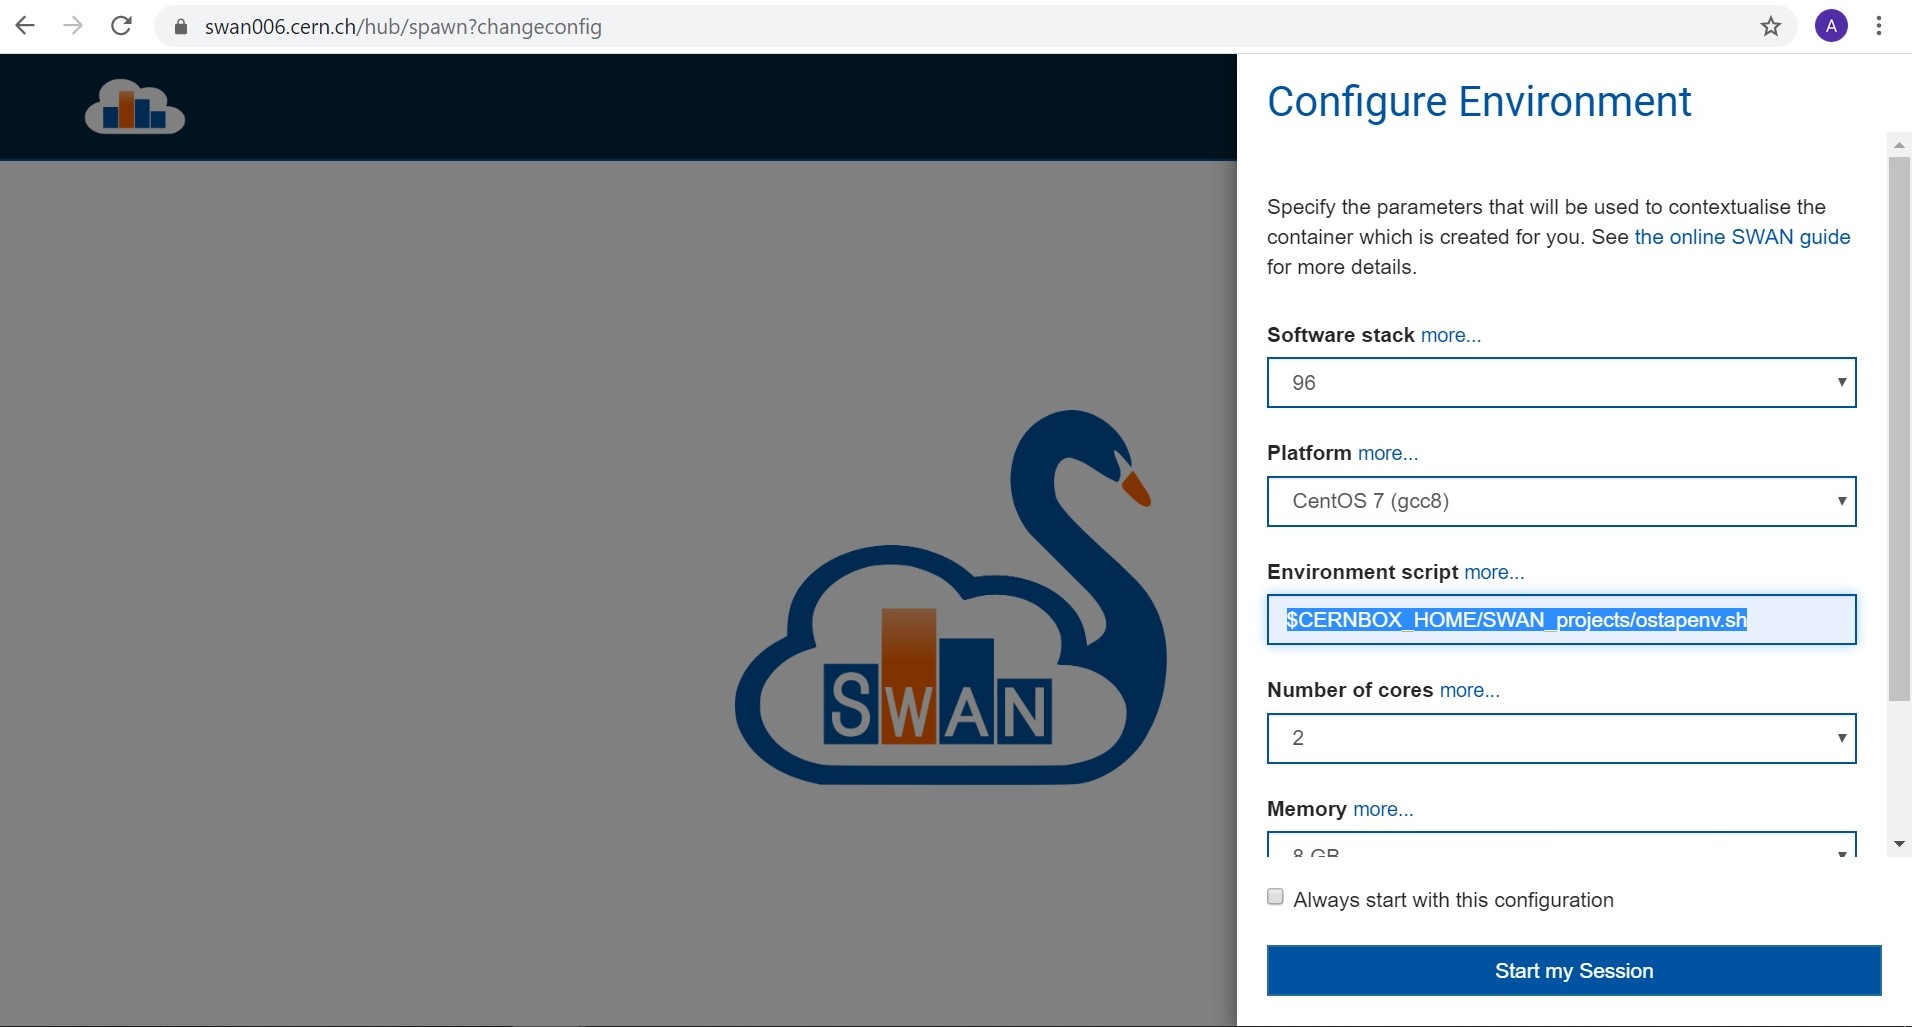 swan006.cern.ch/hub/spawn?changeconfig
A
Configure Environment
Specify the parameters that will be used to contextualise the
container which is created for you. See the online SWAN guide
for more details.
Software stack more...
96
Platform more...
CentOS 7 (gcc8)
Environment script more...
$CERNBOX_HOME/SWAN_projects/ostapenv.sh
Number of cores more...
2
Memory more...
8 GB
Always start with this configuration
Start my Session
SWAN